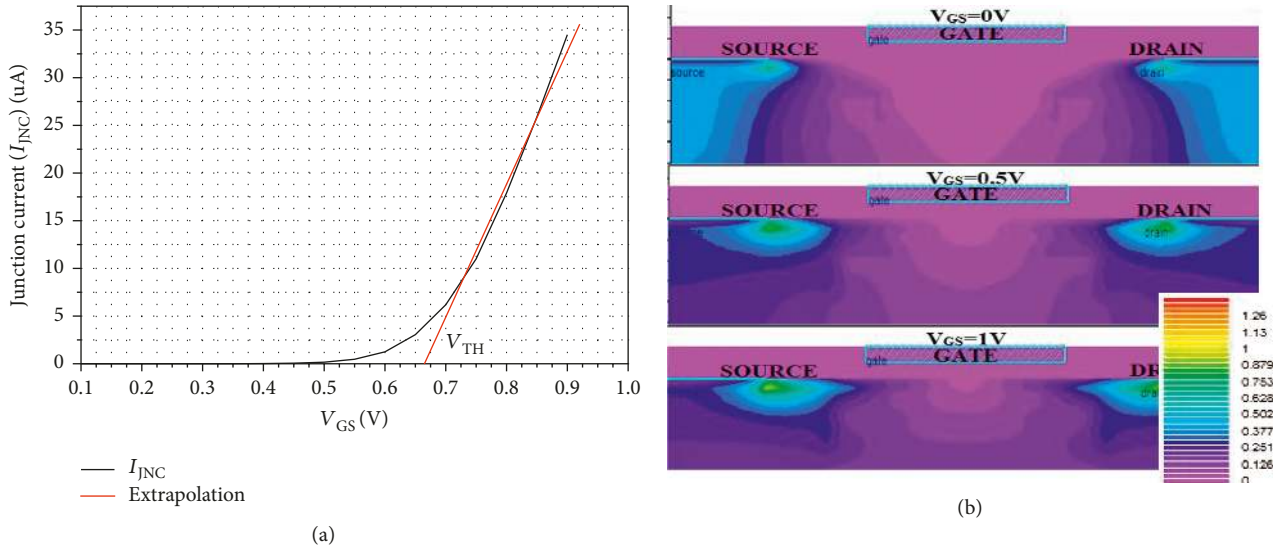 35
30
25
20
15
10
5
0
Junction current (I_JNC) (uA)
V_TH
0.1 0.2 0.3 0.4 0.5 0.6 0.7 0.8 0.9 1.0
V_GS (V)
I_JNC
Extrapolation
(a)
V_GS=0V
GATE
gate
SOURCE
DRAIN
source
drain
V_GS=0.5V
GATE
gate
SOURCE
DRAIN
drain
V_GS=1V
GATE
gate
SOURCE
1.26
1.13
1
0.879
0.753
0.628
0.502
0.377
0.251
0.126
0
(b)